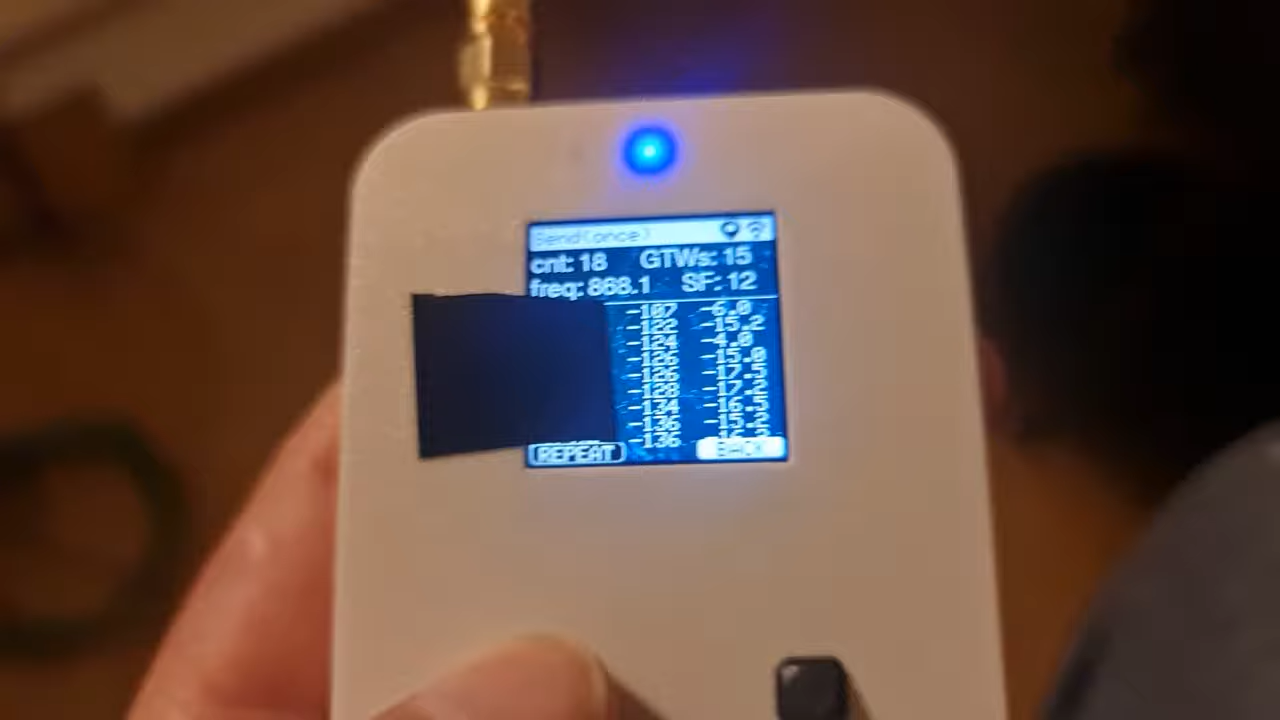 Send(once)
cnt: 18 GTWs: 15
freq: 868.1 SF: 12
-107 -6.0
-122 -15.2
-124 -4.0
-126 -15.0
-126 -17.5
-128 -17.2
-134 -16.5
-136 -15.2
-136
REPEAT BACK